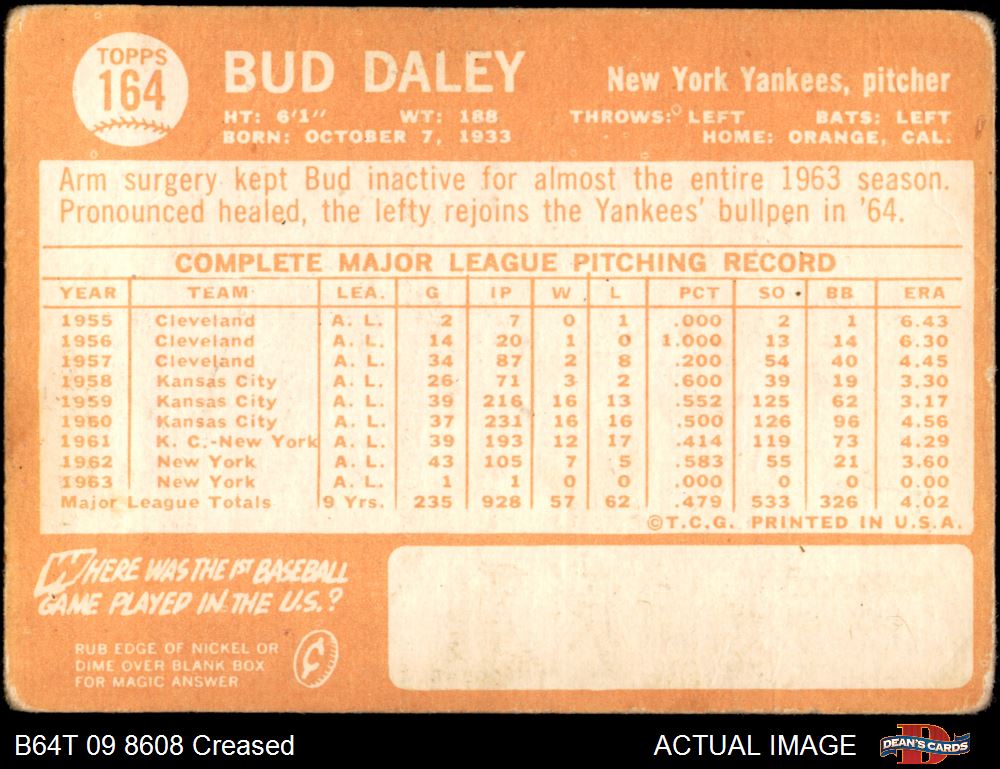 TOPPS
164
BUD DALEY
New York Yankees, pitcher
HT: 6'1" WT: 188 THROWS: LEFT BATS: LEFT
BORN: OCTOBER 7, 1933 HOME: ORANGE, CAL.
Arm surgery kept Bud inactive for almost the entire 1963 season.
Pronounced healed, the lefty rejoins the Yankees' bullpen in '64.
COMPLETE MAJOR LEAGUE PITCHING RECORD
YEAR TEAM LEA. G IP W L PCT SO BB ERA
1955 Cleveland A. L. 2 7 0 1 .000 2 1 6.43
1956 Cleveland A. L. 14 20 1 0 1.000 13 14 6.30
1957 Cleveland A. L. 34 87 2 8 .200 54 40 4.45
1958 Kansas City A. L. 26 71 3 2 .600 39 19 3.30
1959 Kansas City A. L. 39 216 16 13 .552 125 62 3.17
1960 Kansas City A. L. 37 231 16 16 .500 126 96 4.56
1961 K. C.-New York A. L. 39 193 12 17 .414 119 73 4.29
1962 New York A. L. 43 105 7 5 .583 55 21 3.60
1963 New York A. L. 1 1 0 0 .000 0 0 0.00
Major League Totals 9 Yrs. 235 928 57 62 .479 533 326 4.02
©T.C.G. PRINTED IN U.S.A.
WHERE WAS THE 1ST BASEBALL
GAME PLAYED IN THE U.S.?
RUB EDGE OF NICKEL OR
DIME OVER BLANK BOX
FOR MAGIC ANSWER
B64T 09 8608 Creased
ACTUAL IMAGE
DEAN'S CARDS